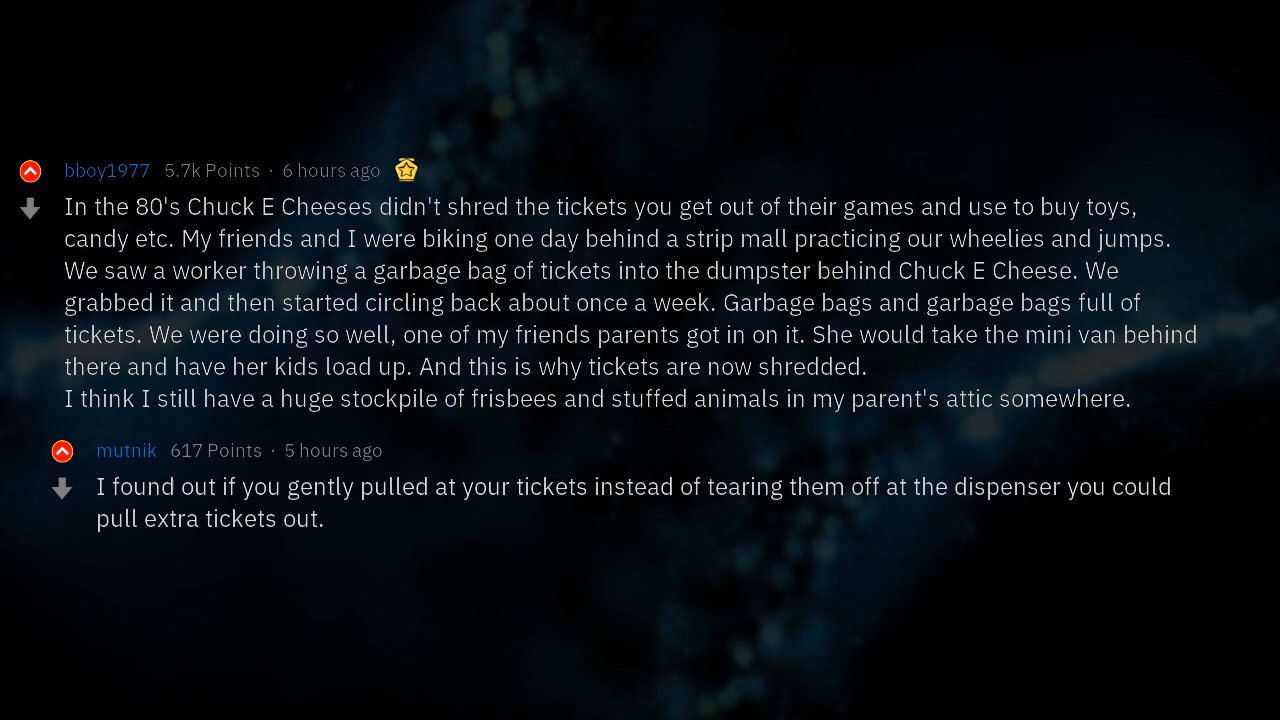 bboy1977 5.7k Points · 6 hours ago
In the 80's Chuck E Cheeses didn't shred the tickets you get out of their games and use to buy toys,
candy etc. My friends and I were biking one day behind a strip mall practicing our wheelies and jumps.
We saw a worker throwing a garbage bag of tickets into the dumpster behind Chuck E Cheese. We
grabbed it and then started circling back about once a week. Garbage bags and garbage bags full of
tickets. We were doing so well, one of my friends parents got in on it. She would take the mini van behind
there and have her kids load up. And this is why tickets are now shredded.
I think I still have a huge stockpile of frisbees and stuffed animals in my parent's attic somewhere.
mutnik 617 Points · 5 hours ago
I found out if you gently pulled at your tickets instead of tearing them off at the dispenser you could
pull extra tickets out.